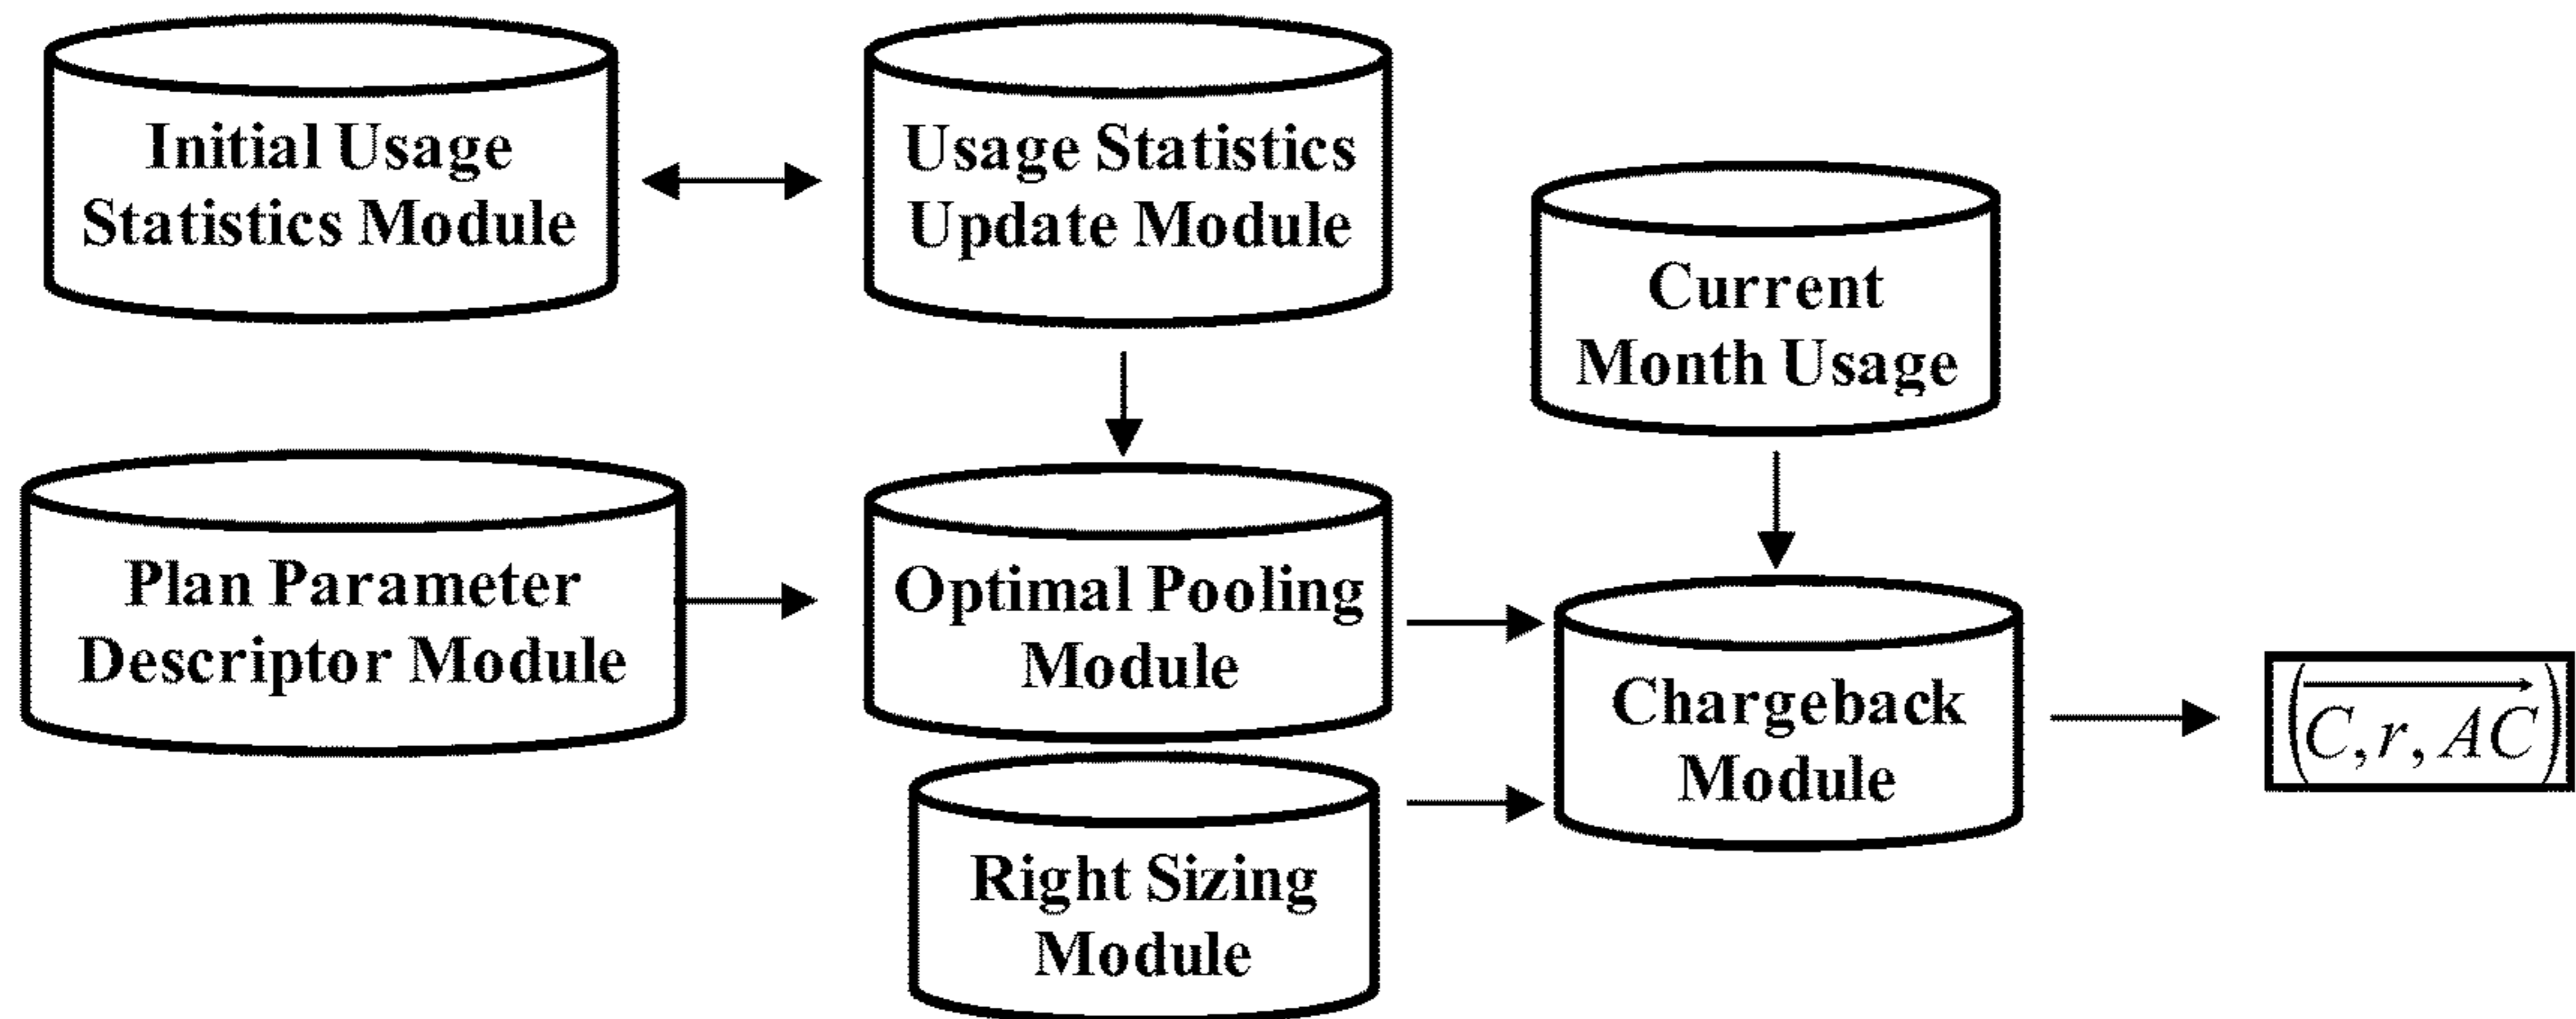 Initial Usage
Statistics Module
Usage Statistics
Update Module
Current
Month Usage
Plan Parameter
Descriptor Module
Optimal Pooling
Module
Chargeback
Module
(C, r, AC)
Right Sizing
Module